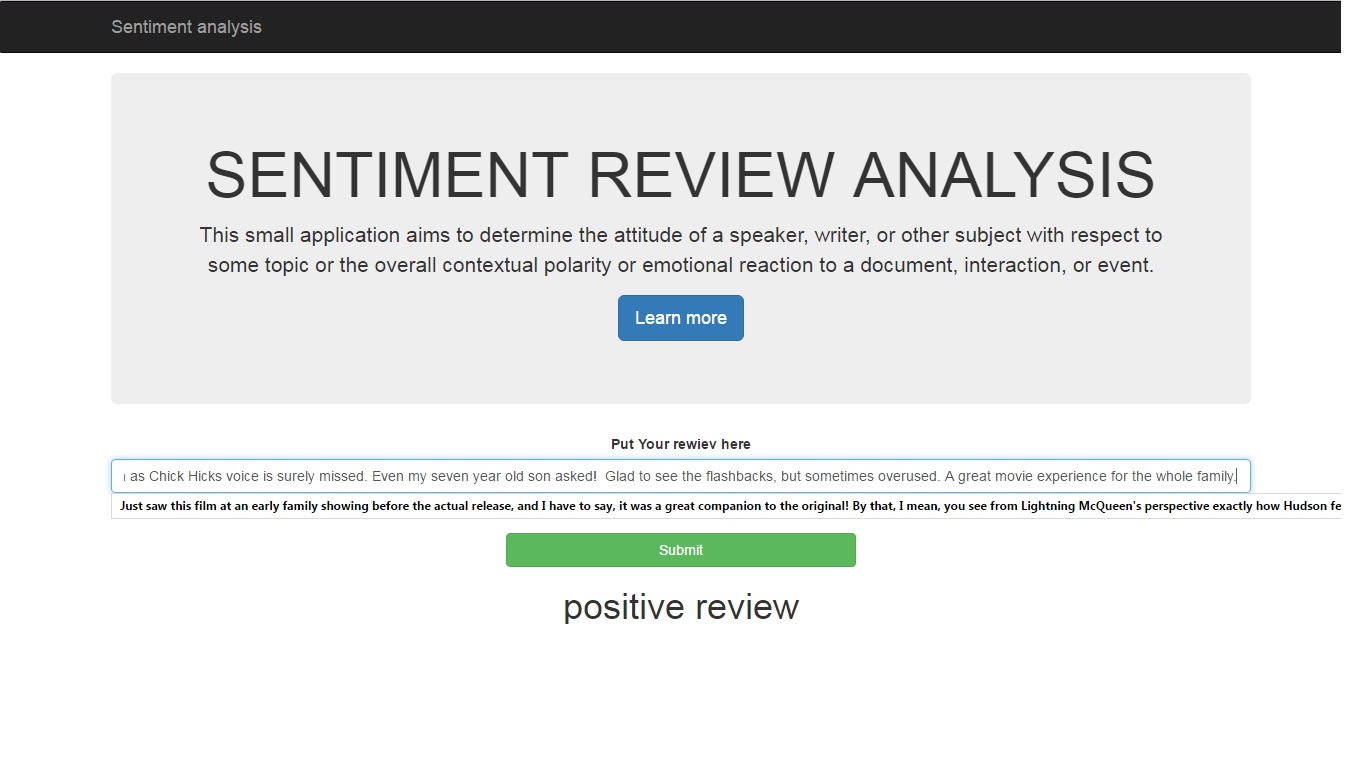 Sentiment analysis
SENTIMENT REVIEW ANALYSIS
This small application aims to determine the attitude of a speaker, writer, or other subject with respect to
some topic or the overall contextual polarity or emotional reaction to a document, interaction, or event.
Learn more
Put Your rewiev here
as Chick Hicks voice is surely missed. Even my seven year old son asked!  Glad to see the flashbacks, but sometimes overused. A great movie experience for the whole family.
Just saw this film at an early family showing before the actual release, and I have to say, it was a great companion to the original! By that, I mean, you see from Lightning McQueen's perspective exactly how Hudson fe
Submit
positive review